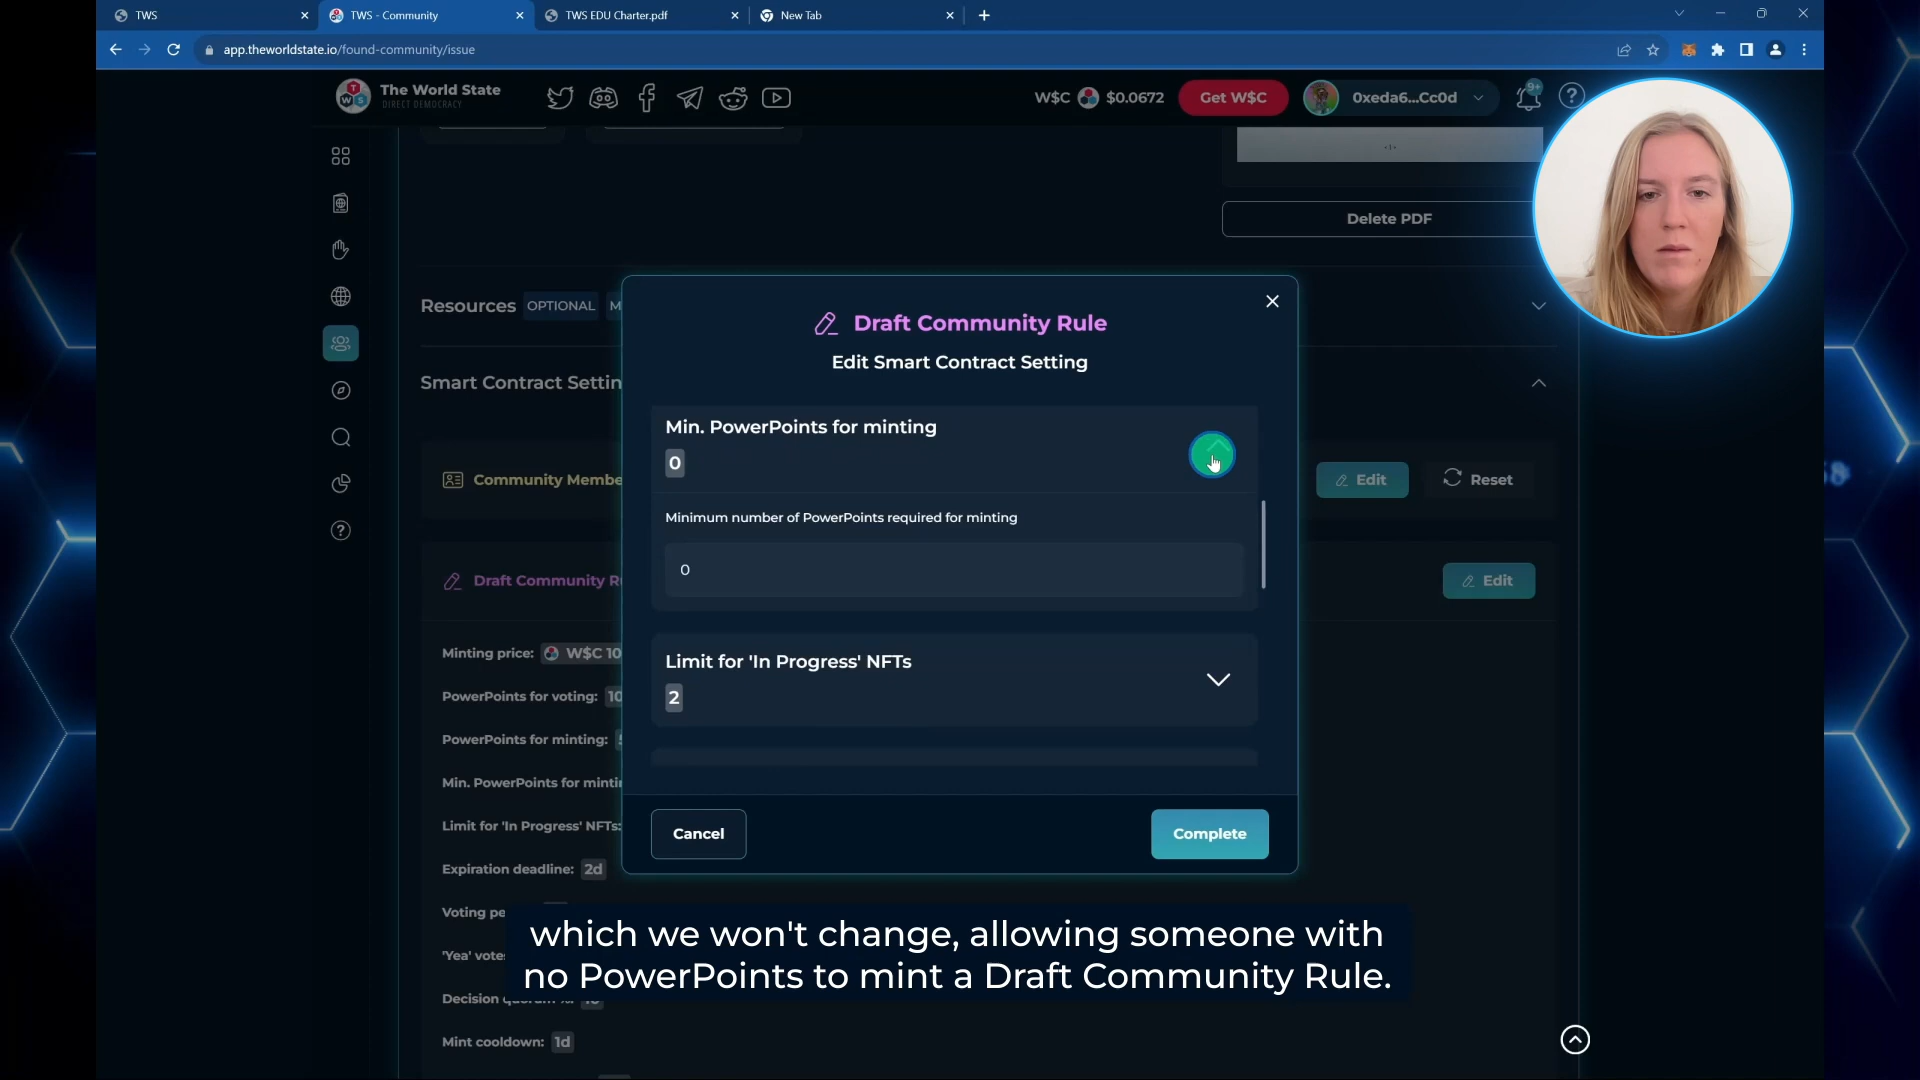 TWS
TWS - Community
TWS EDU Charter.pdf
New Tab
app.theworldstate.io/found-community/issue
The World State
DIRECT DEMOCRACY
W$C $0.0672
Get W$C
0xeda6...Cc0d
9+
Delete PDF
Resources OPTIONAL M
Smart Contract Settin
Community Membe
Edit
Reset
Draft Community R
Edit
Minting price: W$C 10
PowerPoints for voting: 10
PowerPoints for minting:
Min. PowerPoints for mintin
Limit for 'In Progress' NFTs:
Expiration deadline: 2d
Voting pe
'Yea' vote
Decision quorum
Mint cooldown: 1d
Draft Community Rule
Edit Smart Contract Setting
Min. PowerPoints for minting
0
Minimum number of PowerPoints required for minting
0
Limit for 'In Progress' NFTs
2
Cancel
Complete
which we won't change, allowing someone with
no PowerPoints to mint a Draft Community Rule.